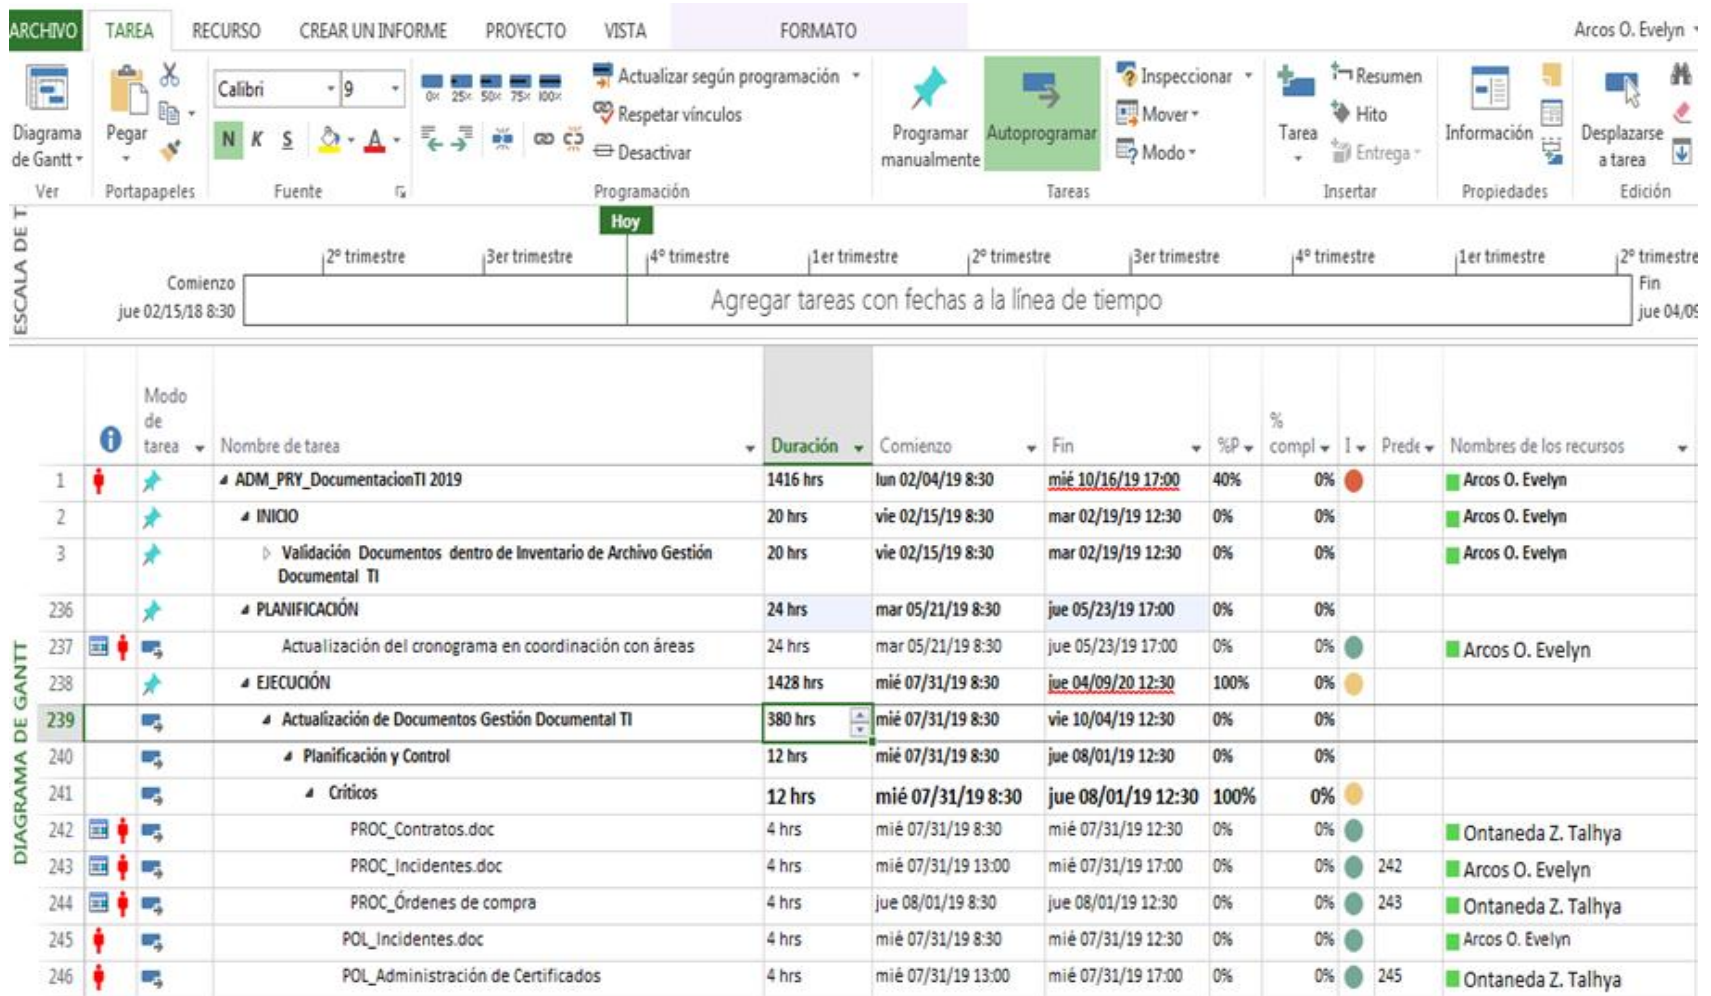 ARCHIVO TAREA RECURSO CREAR UN INFORME PROYECTO VISTA FORMATO Arcos O. Evelyn
Calibri 9 0% 25% 50% 75% 100% Actualizar según programación Inspeccionar Resumen
Respetar vínculos Mover Hito
Diagrama de Gantt Pegar N K S A Desactivar Programar manualmente Autoprogramar Modo Tarea Entrega Información Desplazarse a tarea
Ver Portapapeles Fuente Programación Tareas Insertar Propiedades Edición
ESCALA DE T
Hoy
2º trimestre 3er trimestre 4º trimestre 1er trimestre 2º trimestre 3er trimestre 4º trimestre 1er trimestre 2º trimestre
Comienzo Fin
jue 02/15/18 8:30 Agregar tareas con fechas a la línea de tiempo jue 04/09
DIAGRAMA DE GANTT
Modo de tarea Nombre de tarea Duración Comienzo Fin %P % compl I Prede Nombres de los recursos
1 ADM_PRY_DocumentacionTI 2019 1416 hrs lun 02/04/19 8:30 mié 10/16/19 17:00 40% 0% Arcos O. Evelyn
2 INICIO 20 hrs vie 02/15/19 8:30 mar 02/19/19 12:30 0% 0% Arcos O. Evelyn
3 Validación Documentos dentro de Inventario de Archivo Gestión 20 hrs vie 02/15/19 8:30 mar 02/19/19 12:30 0% 0% Arcos O. Evelyn
Documental TI
236 PLANIFICACIÓN 24 hrs mar 05/21/19 8:30 jue 05/23/19 17:00 0% 0%
237 Actualización del cronograma en coordinación con áreas 24 hrs mar 05/21/19 8:30 jue 05/23/19 17:00 0% 0% Arcos O. Evelyn
238 EJECUCIÓN 1428 hrs mié 07/31/19 8:30 jue 04/09/20 12:30 100% 0%
239 Actualización de Documentos Gestión Documental TI 380 hrs mié 07/31/19 8:30 vie 10/04/19 12:30 0% 0%
240 Planificación y Control 12 hrs mié 07/31/19 8:30 jue 08/01/19 12:30 0% 0%
241 Críticos 12 hrs mié 07/31/19 8:30 jue 08/01/19 12:30 100% 0%
242 PROC_Contratos.doc 4 hrs mié 07/31/19 8:30 mié 07/31/19 12:30 0% 0% Ontaneda Z. Talhya
243 PROC_Incidentes.doc 4 hrs mié 07/31/19 13:00 mié 07/31/19 17:00 0% 0% 242 Arcos O. Evelyn
244 PROC_Órdenes de compra 4 hrs jue 08/01/19 8:30 jue 08/01/19 12:30 0% 0% 243 Ontaneda Z. Talhya
245 POL_Incidentes.doc 4 hrs mié 07/31/19 8:30 mié 07/31/19 12:30 0% 0% Arcos O. Evelyn
246 POL_Administración de Certificados 4 hrs mié 07/31/19 13:00 mié 07/31/19 17:00 0% 0% 245 Ontaneda Z. Talhya